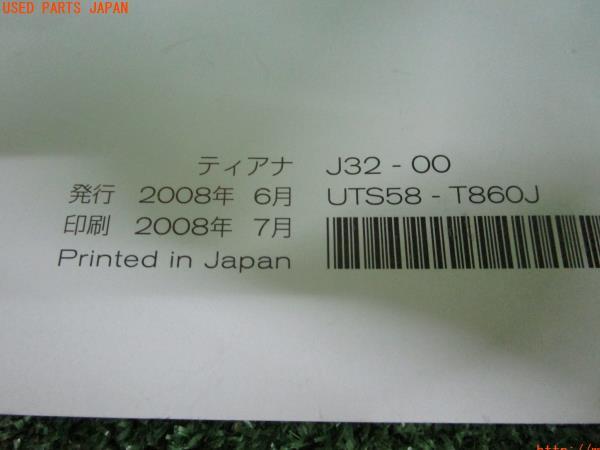 USED PARTS JAPAN
ティアナ J32-00
発行 2008年 6月 UTS58-T860J
印刷 2008年 7月
Printed in Japan